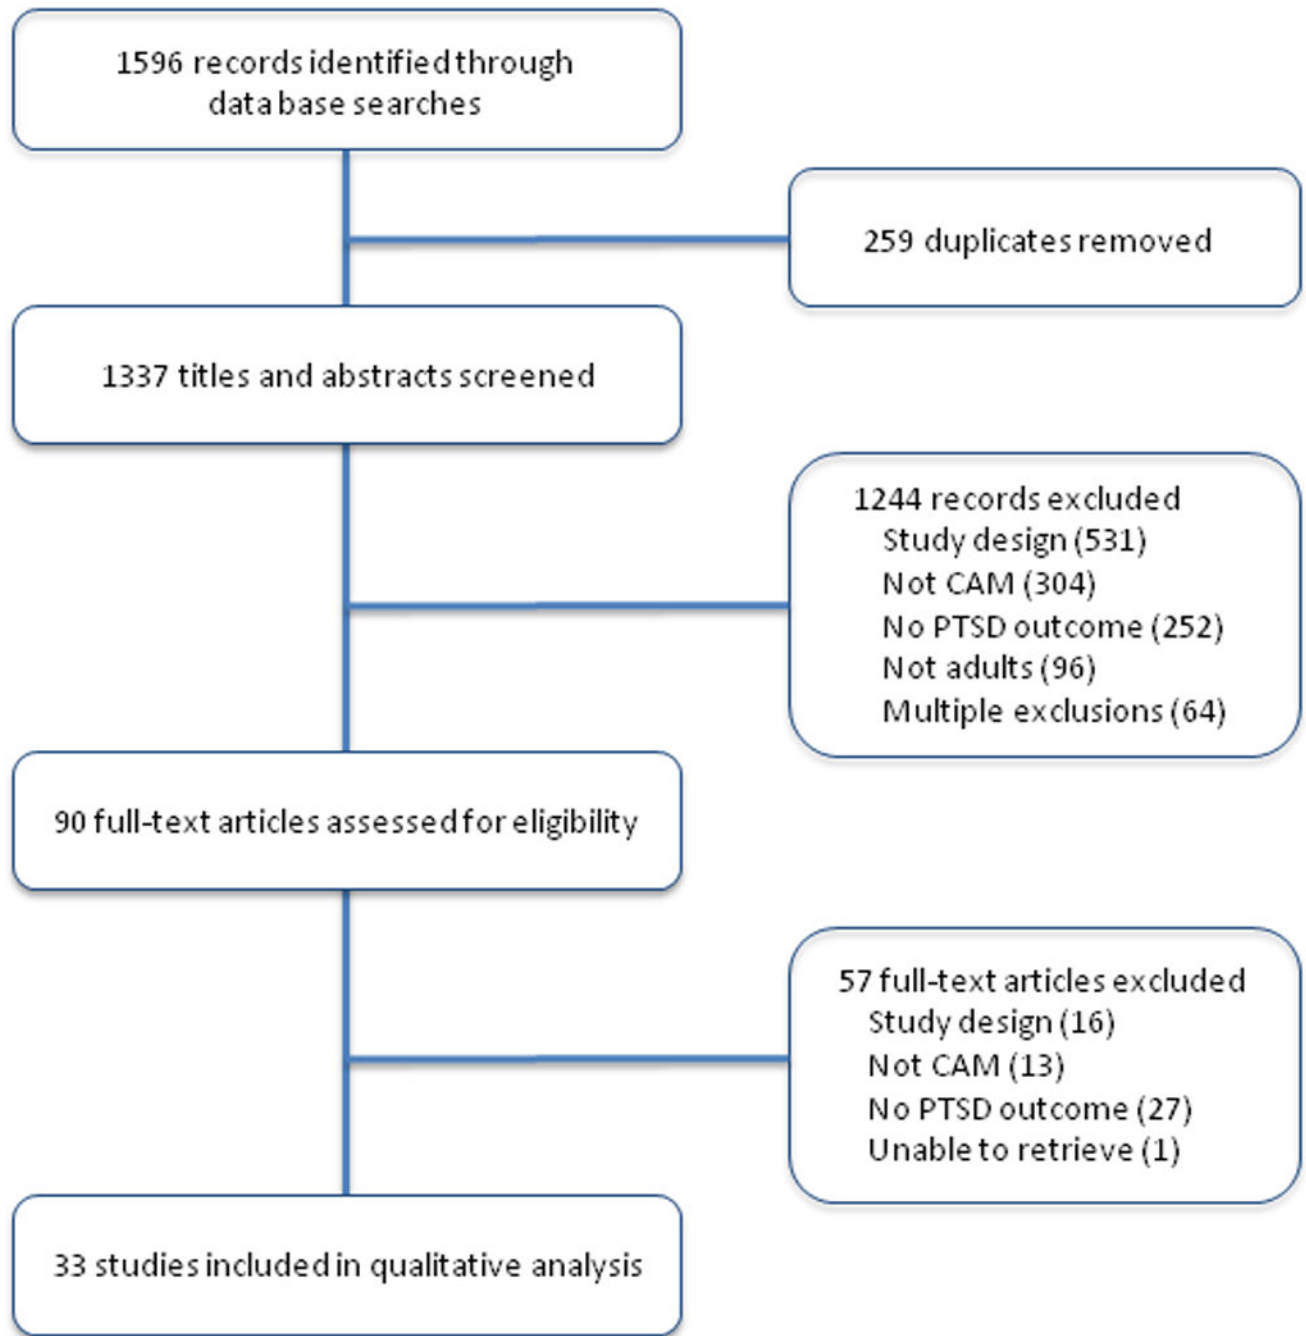 1596 records identified through
data base searches
259 duplicates removed
1337 titles and abstracts screened
1244 records excluded
Study design (531)
Not CAM (304)
No PTSD outcome (252)
Not adults (96)
Multiple exclusions (64)
90 full-text articles assessed for eligibility
57 full-text articles excluded
Study design (16)
Not CAM (13)
No PTSD outcome (27)
Unable to retrieve (1)
33 studies included in qualitative analysis